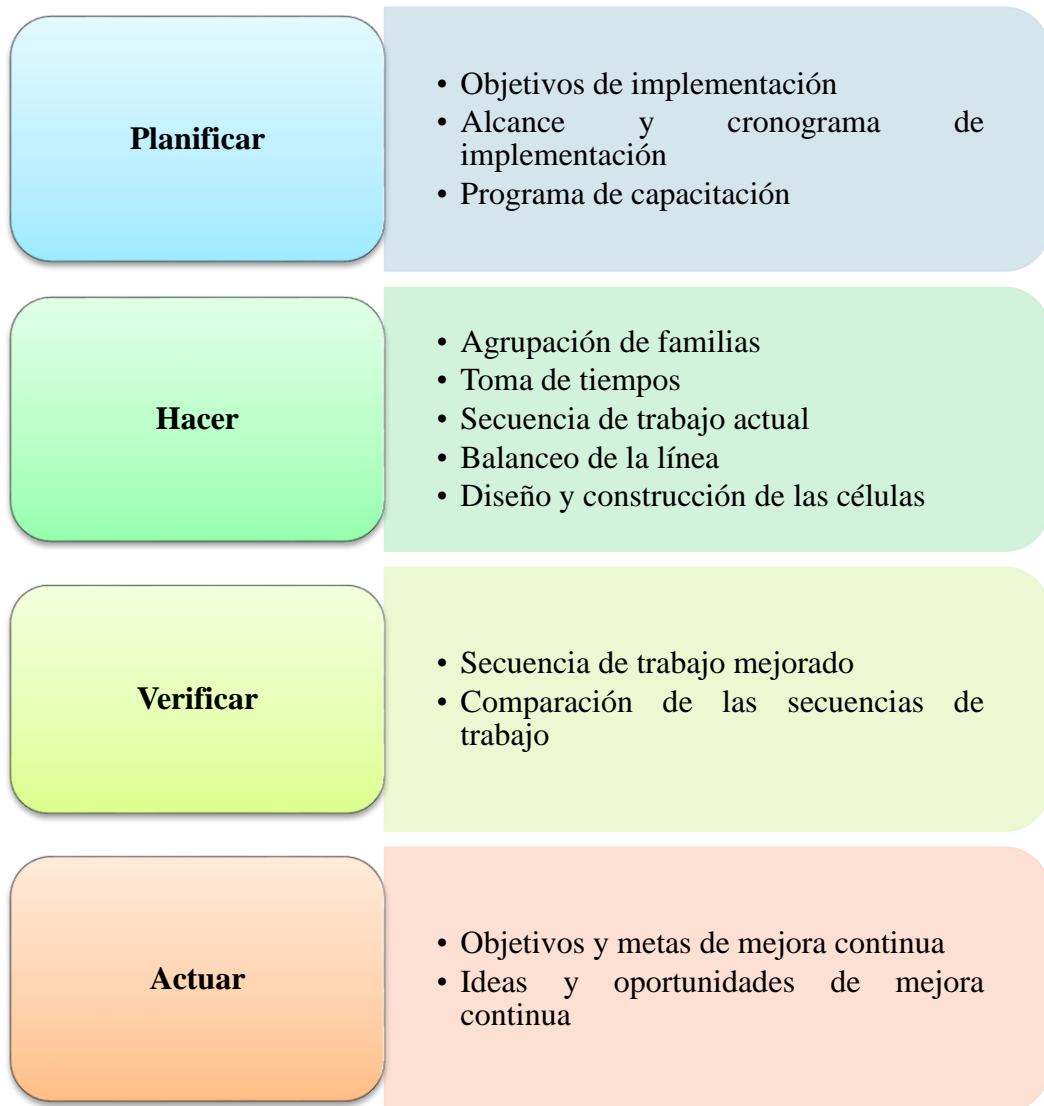 Planificar
• Objetivos de implementación
• Alcance y cronograma de
implementación
• Programa de capacitación
Hacer
• Agrupación de familias
• Toma de tiempos
• Secuencia de trabajo actual
• Balanceo de la línea
• Diseño y construcción de las células
Verificar
• Secuencia de trabajo mejorado
• Comparación de las secuencias de
trabajo
Actuar
• Objetivos y metas de mejora continua
• Ideas y oportunidades de mejora
continua